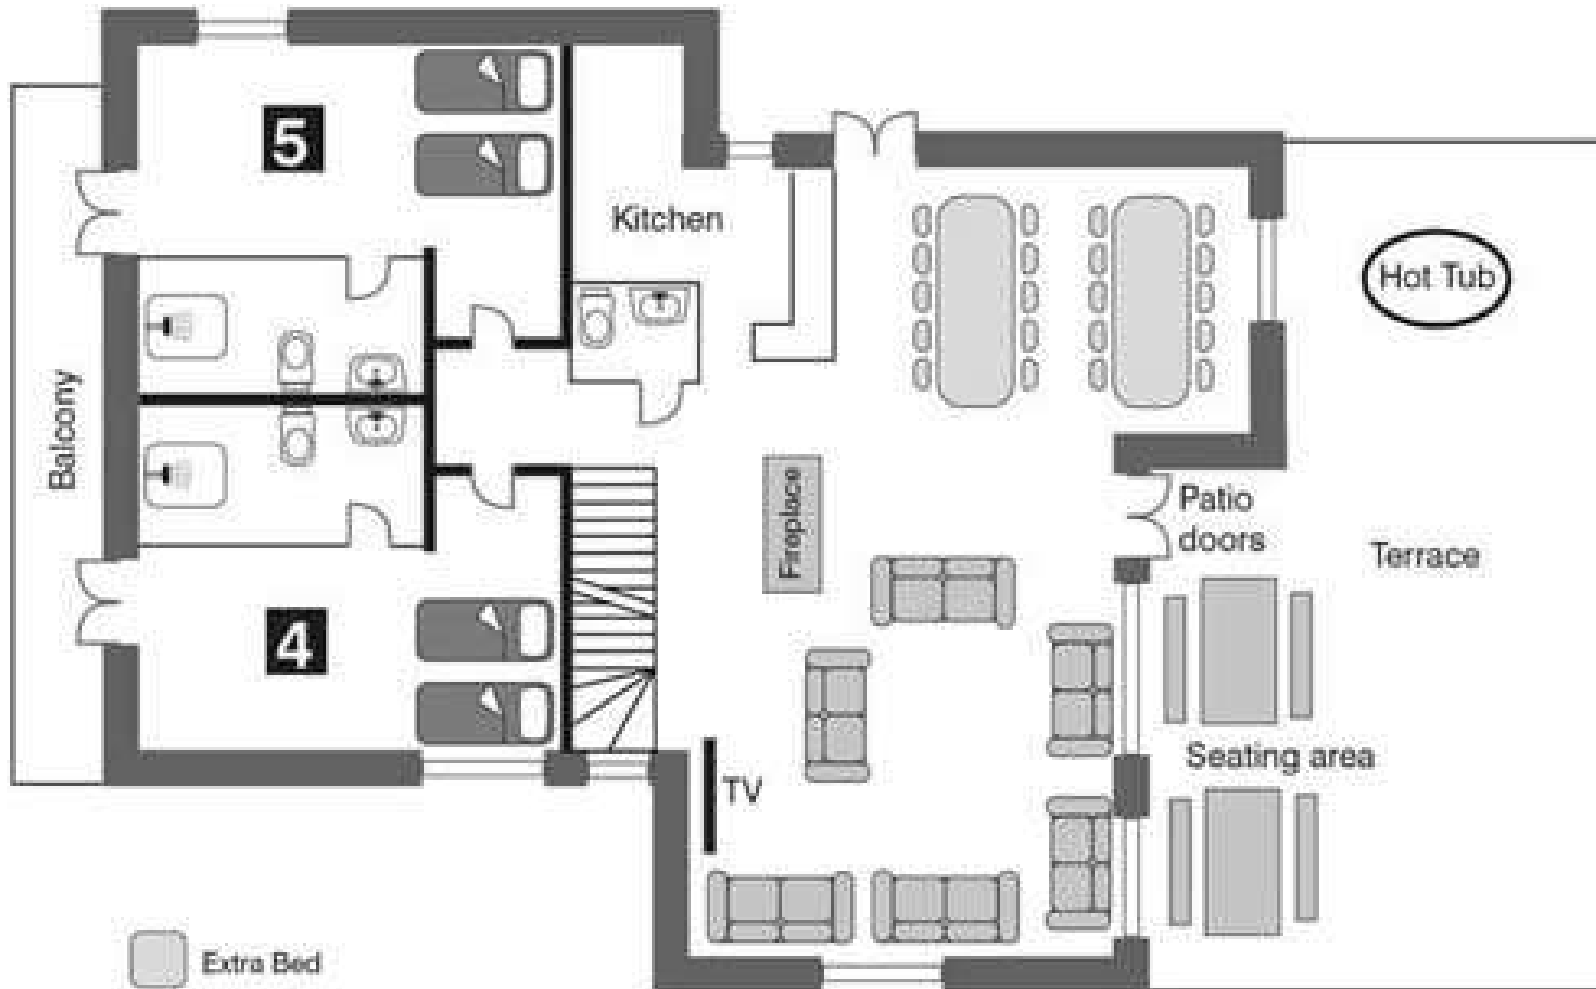 5
Kitchen
Hot Tub
Balcony
Fireplace
Patio
doors
Terrace
4
Seating area
TV
Extra Bed